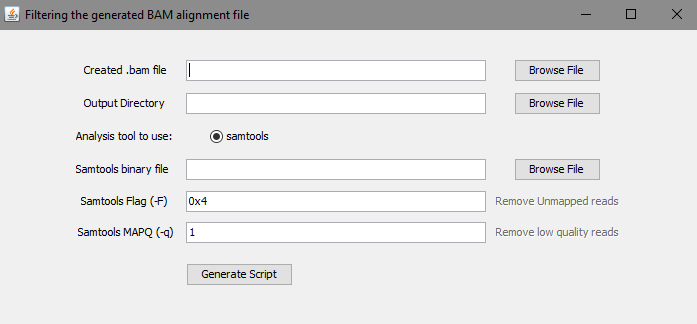 Filtering the generated BAM alignment file
Created .bam file Browse File
Output Directory Browse File
Analysis tool to use: samtools
Samtools binary file Browse File
Samtools Flag (-F) 0x4 Remove Unmapped reads
Samtools MAPQ (-q) 1 Remove low quality reads
Generate Script